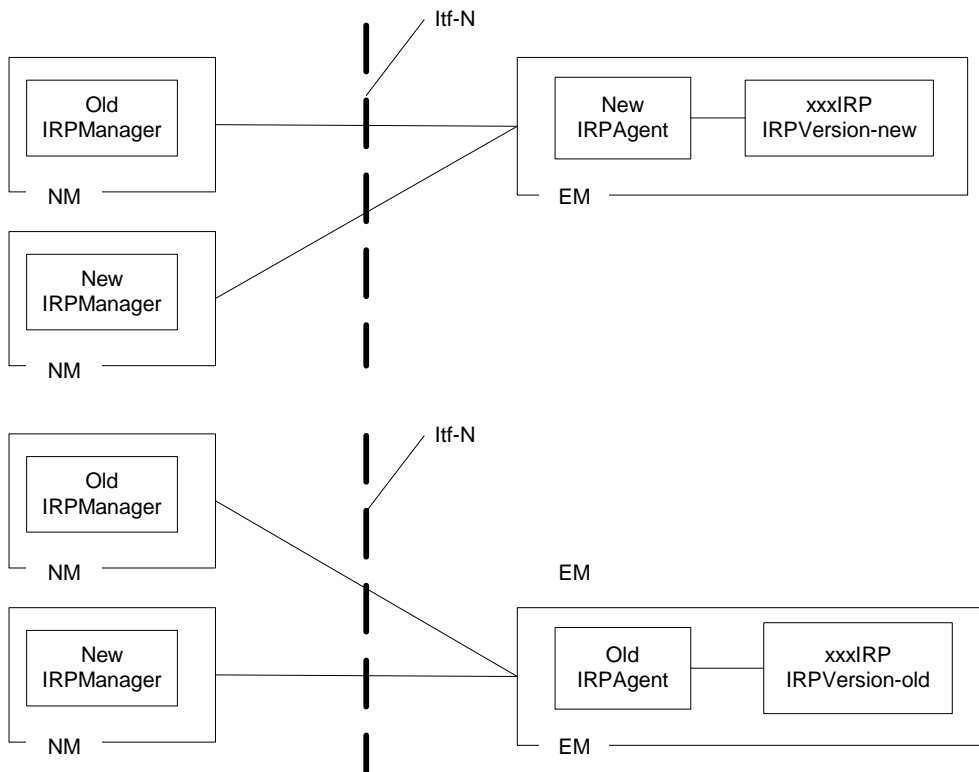 Itf-N
Old
IRPManager
NM
New
IRPAgent
xxxIRP
IRPVersion-new
EM
New
IRPManager
NM
Itf-N
Old
IRPManager
NM
EM
New
IRPManager
NM
Old
IRPAgent
xxxIRP
IRPVersion-old
EM